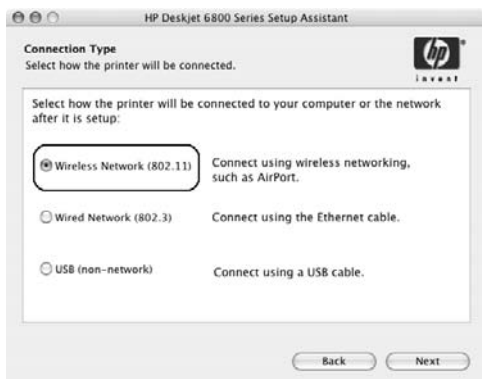 HP Deskjet 6800 Series Setup Assistant
Connection Type
Select how the printer will be connected.
hp
invent
Select how the printer will be connected to your computer or the network
after it is setup:
Wireless Network (802.11)
Connect using wireless networking,
such as AirPort.
Wired Network (802.3)
Connect using the Ethernet cable.
USB (non-network)
Connect using a USB cable.
Back
Next